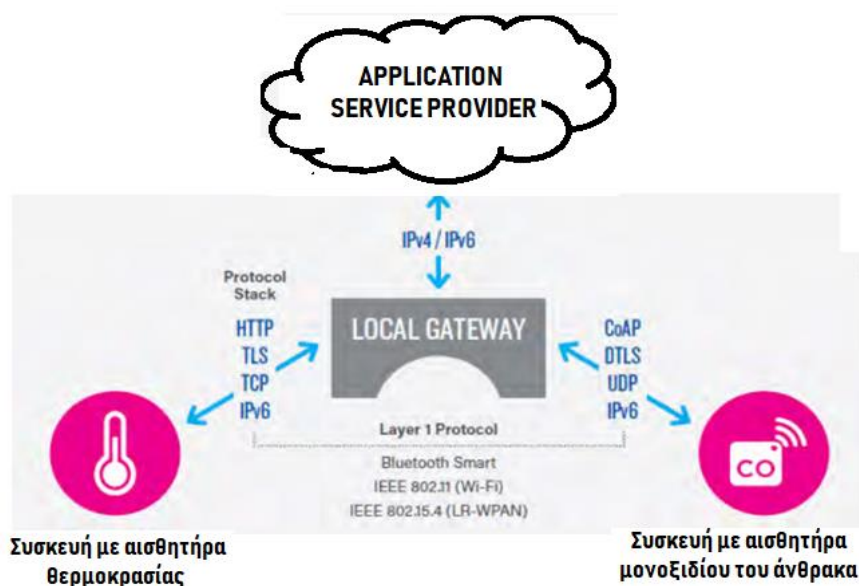 APPLICATION
SERVICE PROVIDER
IPv4 / IPv6
Protocol
Stack
HTTP
TLS
TCP
IPv6
LOCAL GATEWAY
CoAP
DTLS
UDP
IPv6
Layer 1 Protocol
Bluetooth Smart
IEEE 802.11 (Wi-Fi)
IEEE 802.15.4 (LR-WPAN)
CO
Συσκευή με αισθητήρα
θερμοκρασίας
Συσκευή με αισθητήρα
μονοξιδίου του άνθρακα